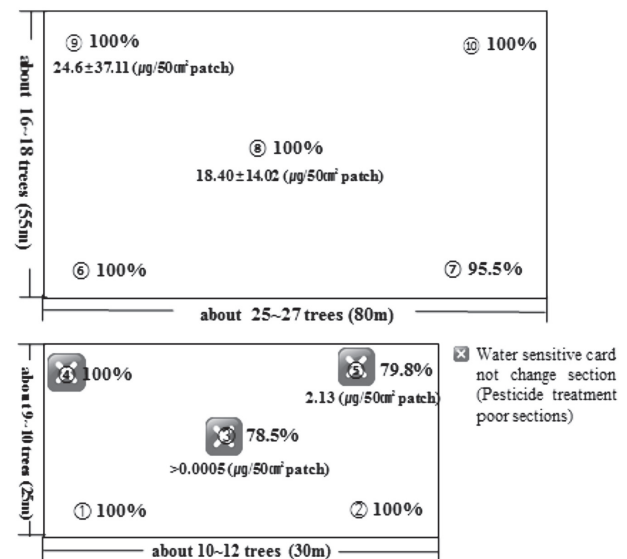 ⑨ 100%
⑩ 100%
24.6±37.11 (㎍/50㎠ patch)
about 16~18 trees (55m)
⑧ 100%
18.40±14.02 (㎍/50㎠ patch)
⑥ 100%
⑦ 95.5%
about 25~27 trees (80m)
④ 100%
⑤ 79.8%
2.13 (㎍/50㎠ patch)
about 9~10 trees (25m)
③ 78.5%
>0.0005 (㎍/50㎠ patch)
① 100%
② 100%
about 10~12 trees (30m)
Water sensitive card
not change section
(Pesticide treatment
poor sections)